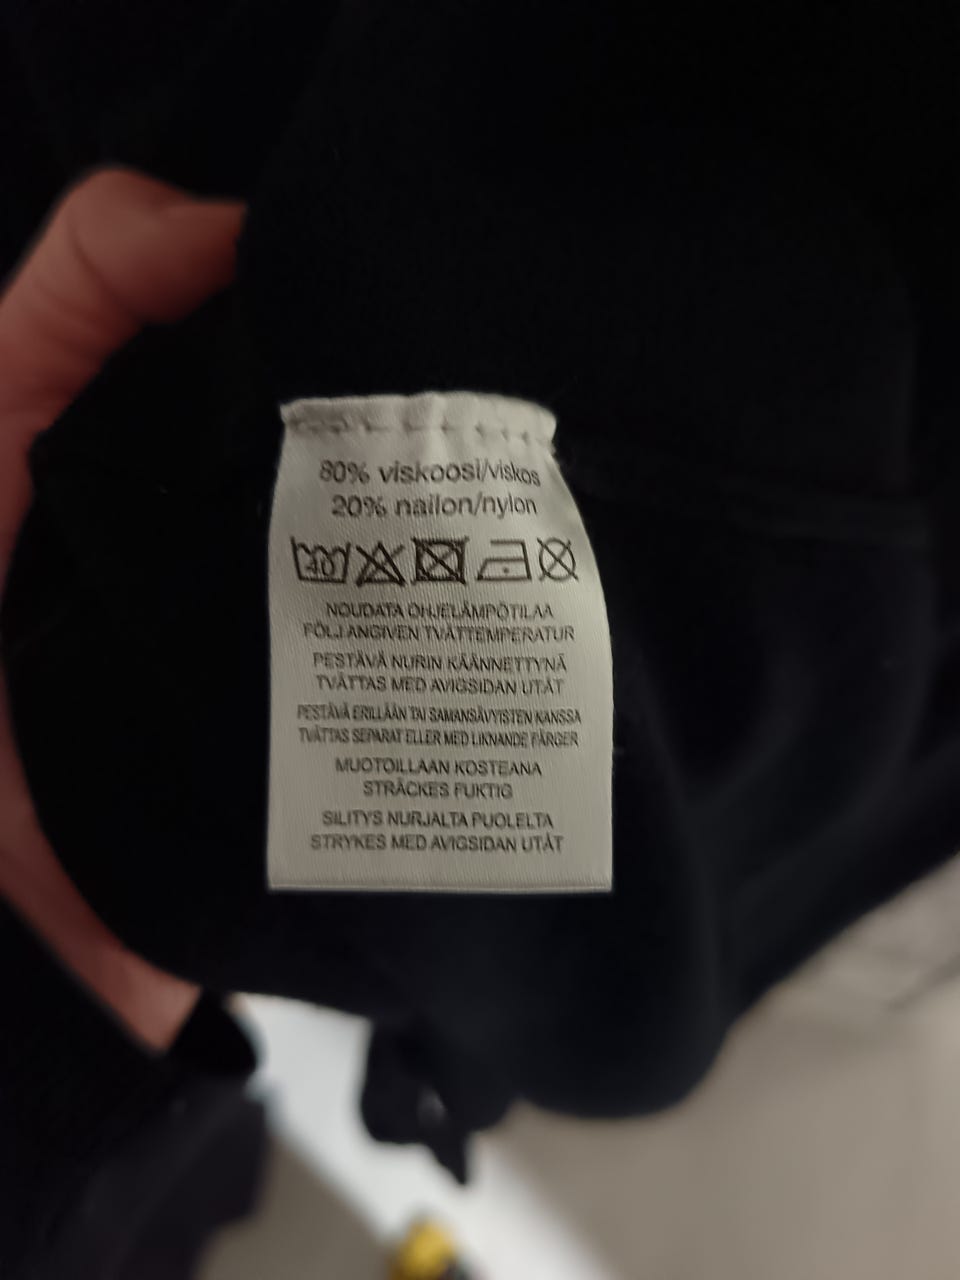 80% viskoosi/viskos
20% nailon/nylon
40
NOUDATA OHJELÄMPÖTILAA
FÖLJ ANGIVEN TVÄTTEMPERATUR
PESTÄVÄ NURIN KÄÄNNETTYNÄ
TVÄTTAS MED AVIGSIDAN UTÅT
PESTÄVÄ ERILLÄÄN TAI SAMANSÄVYISTEN KANSSA
TVÄTTAS SEPARAT ELLER MED LIKNANDE FÄRGER
MUOTOILLAAN KOSTEANA
STRÄCKES FUKTIG
SILITYS NURJALTA PUOLELTA
STRYKES MED AVIGSIDAN UTÅT